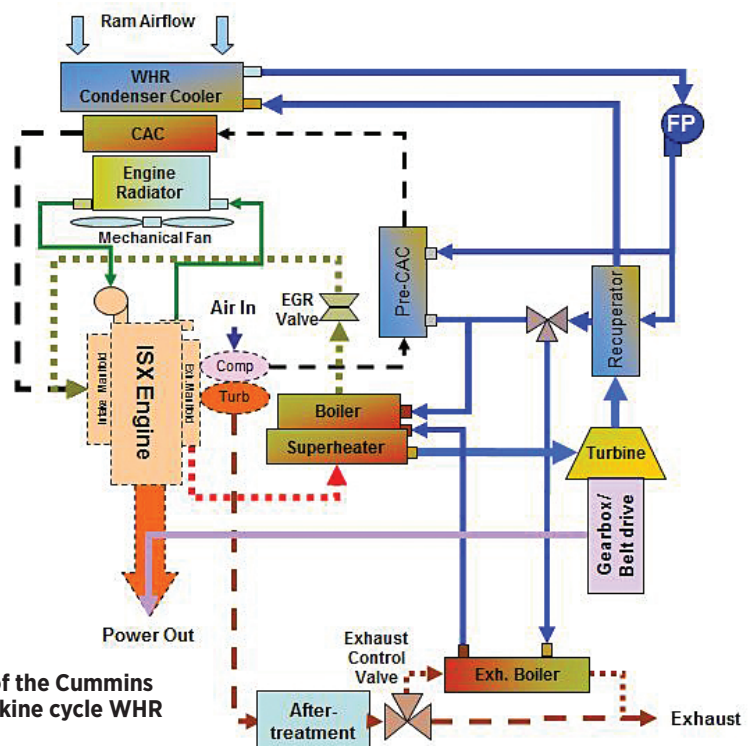 Ram Airflow
WHR
Condenser Cooler
CAC
Engine
Radiator
Mechanical Fan
FP
Pre-CAC
EGR
Valve
Air In
Recuperator
Intake Manifold
ISX Engine
Exh. Manifold
Comp
Turb
Boiler
Superheater
Turbine
Gearbox/
Belt drive
Power Out
Exhaust
Control
Valve
Exh. Boiler
After-
treatment
Exhaust
of the Cummins
kine cycle WHR